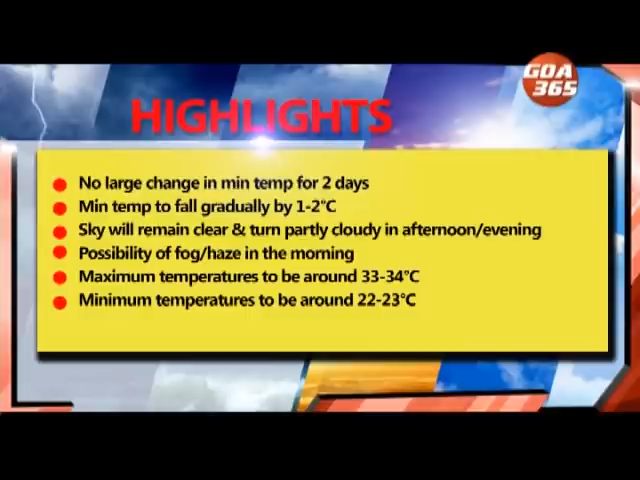 GOA
365
HIGHLIGHTS
No large change in min temp for 2 days
Min temp to fall gradually by 1-2°C
Sky will remain clear & turn partly cloudy in afternoon/evening
Possibility of fog/haze in the morning
Maximum temperatures to be around 33-34°C
Minimum temperatures to be around 22-23°C